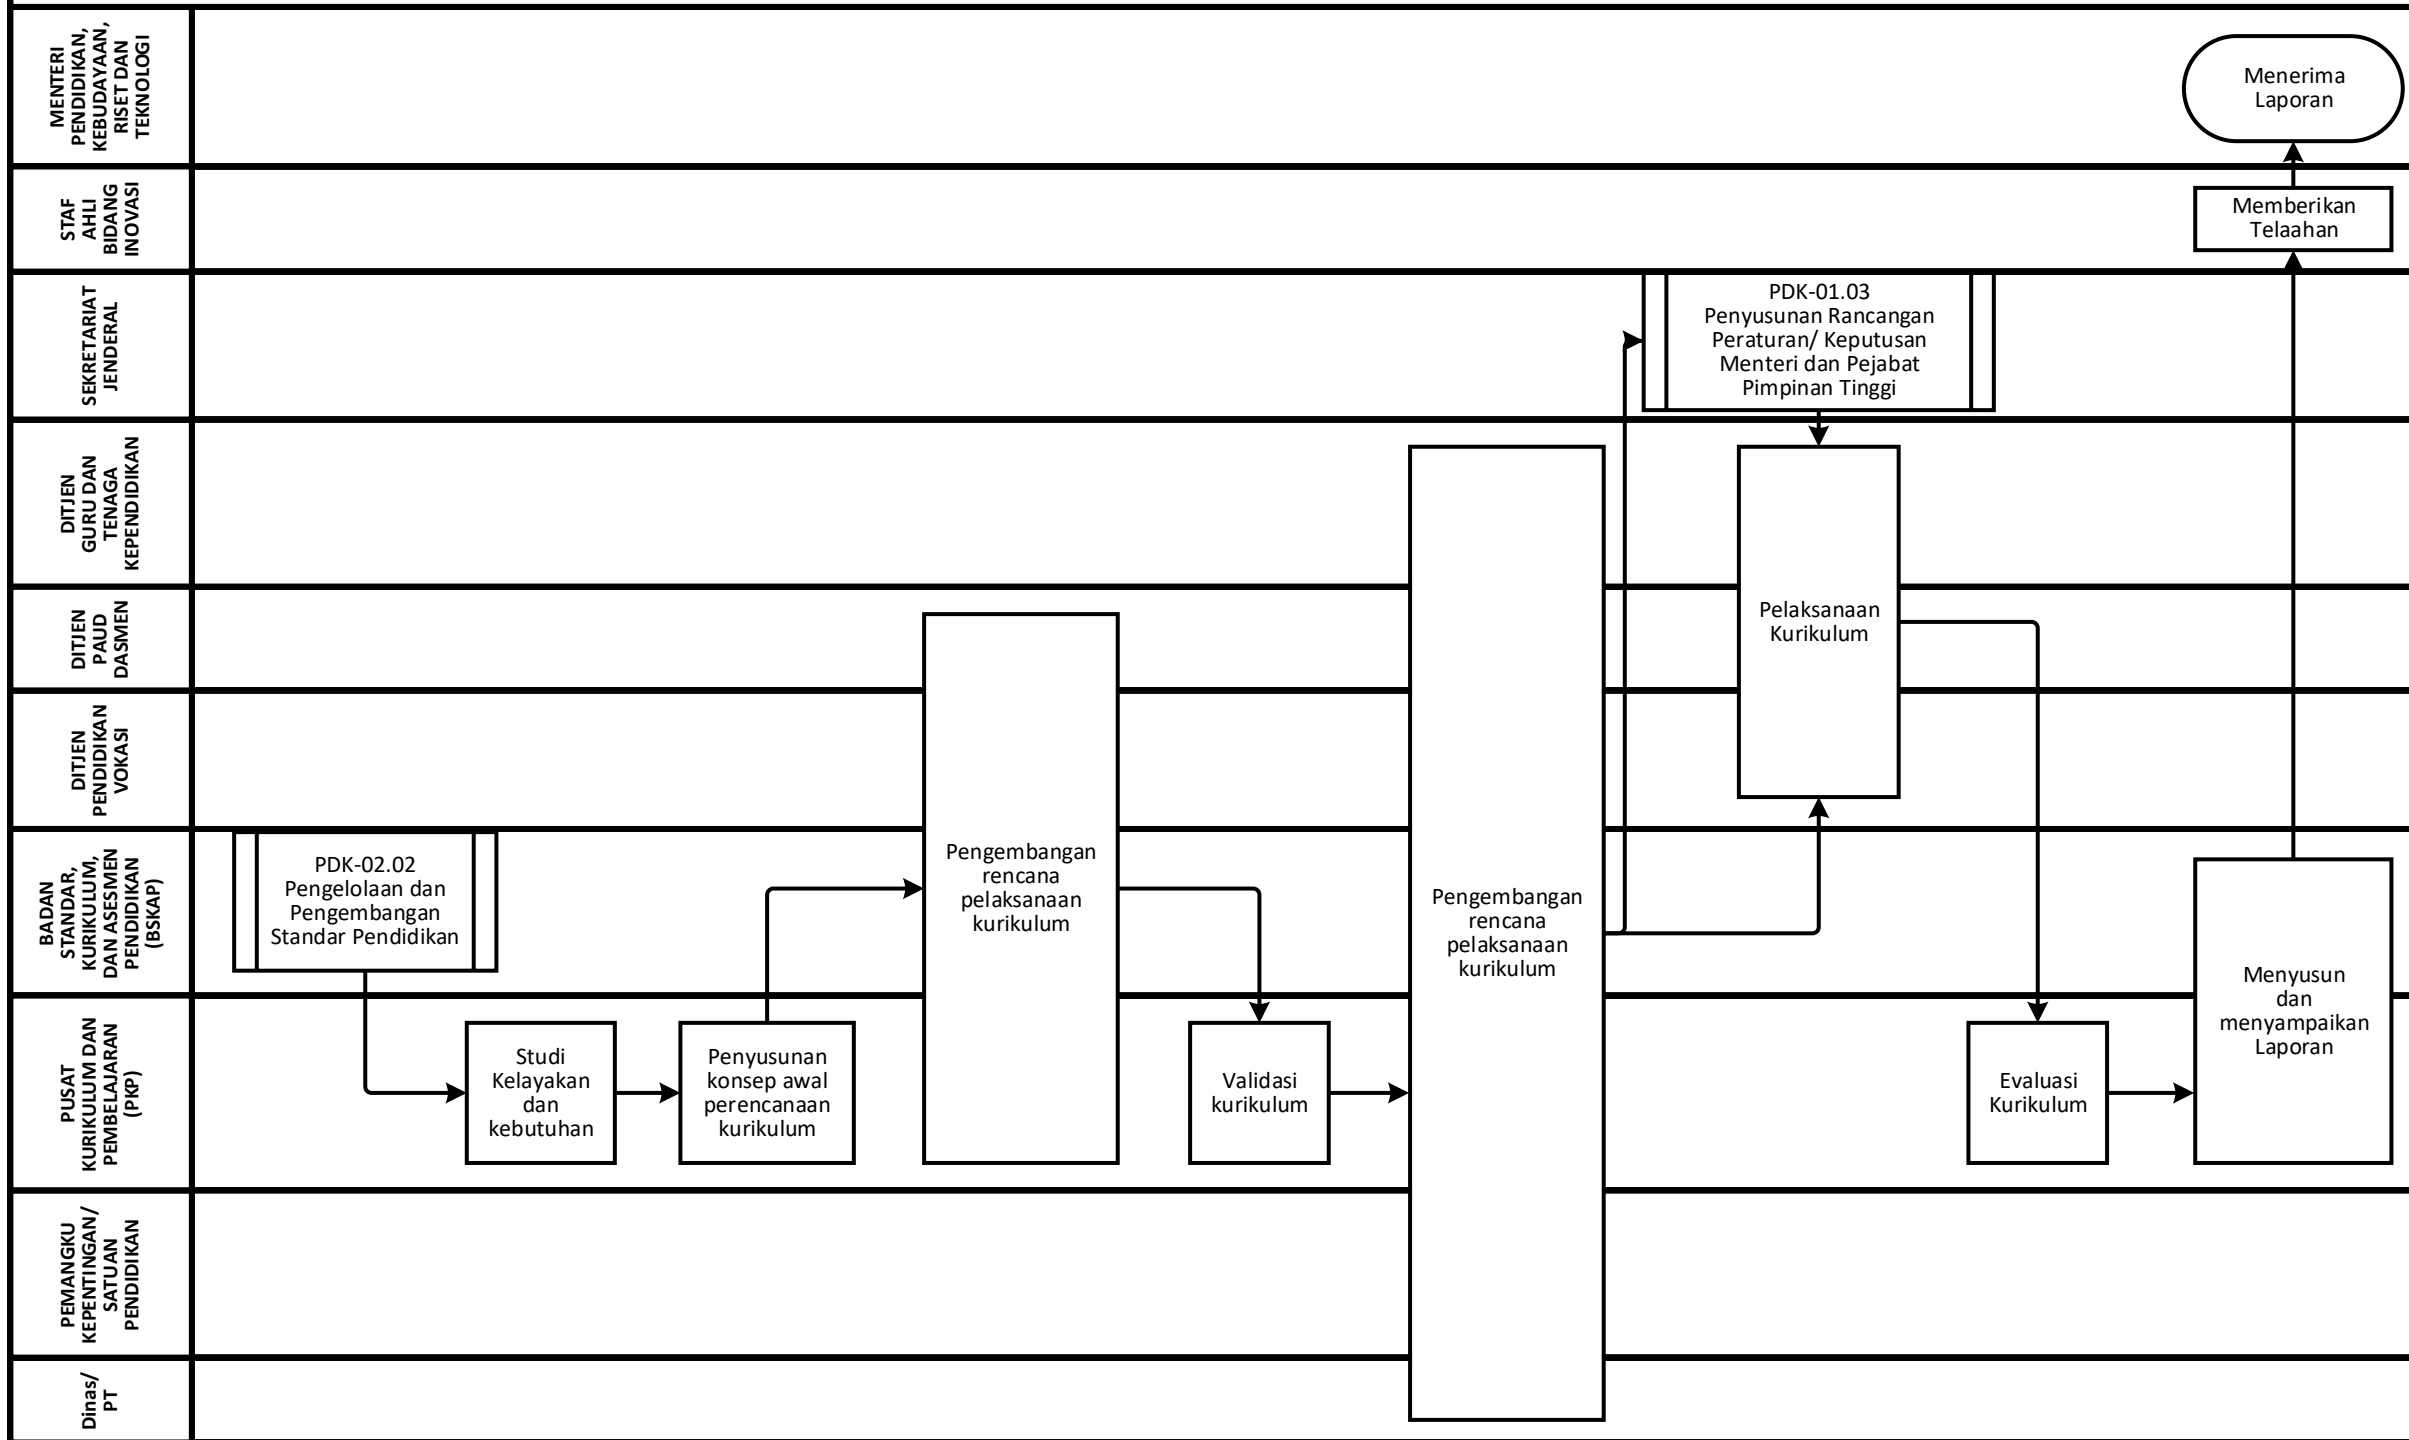 MENTERI
PENDIDIKAN,
KEBUDAYAAN,
RISET DAN
TEKNOLOGI
Menerima
Laporan
STAF
AHLI
BIDANG
INOVASI
Memberikan
Telaahan
SEKRETARIAT
JENDERAL
PDK-01.03
Penyusunan Rancangan
Peraturan/ Keputusan
Menteri dan Pejabat
Pimpinan Tinggi
DITJEN
GURU DAN
TENAGA
KEPENDIDIKAN
DITJEN
PAUD
DASMEN
Pelaksanaan
Kurikulum
DITJEN
PENDIDIKAN
VOKASI
BADAN
STANDAR,
KURIKULUM,
DAN ASESMEN
PENDIDIKAN
(BSKAP)
PDK-02.02
Pengelolaan dan
Pengembangan
Standar Pendidikan
Pengembangan
rencana
pelaksanaan
kurikulum
Pengembangan
rencana
pelaksanaan
kurikulum
Menyusun
dan
menyampaikan
Laporan
PUSAT
KURIKULUM DAN
PEMBELAJARAN
(PKP)
Studi
Kelayakan
dan
kebutuhan
Penyusunan
konsep awal
perencanaan
kurikulum
Validasi
kurikulum
Evaluasi
Kurikulum
PEMANGKU
KEPENTINGAN/
SATUAN
PENDIDIKAN
Dinas/
PT